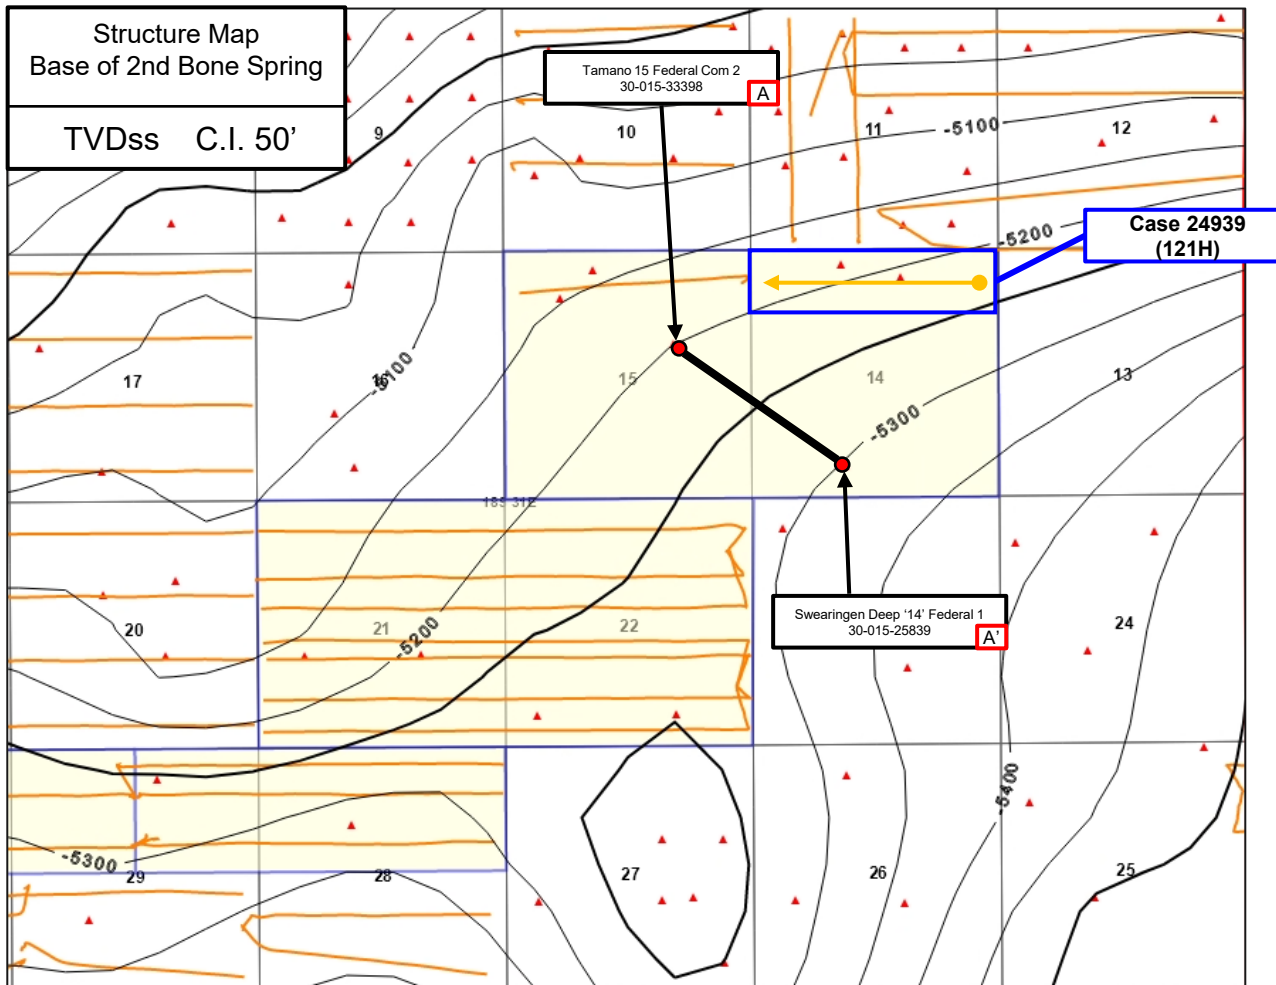 Structure Map
Base of 2nd Bone Spring
TVDss C.I. 50’
Tamano 15 Federal Com 2
30-015-33398
A
9
10
11
12
-5100
-5200
Case 24939
(121H)
17
-5100
15
14
13
-5300
18S 31E
Swearingen Deep ‘14’ Federal 1
30-015-25839
A’
20
21
-5200
22
24
-5300
29
28
27
26
-5400
25